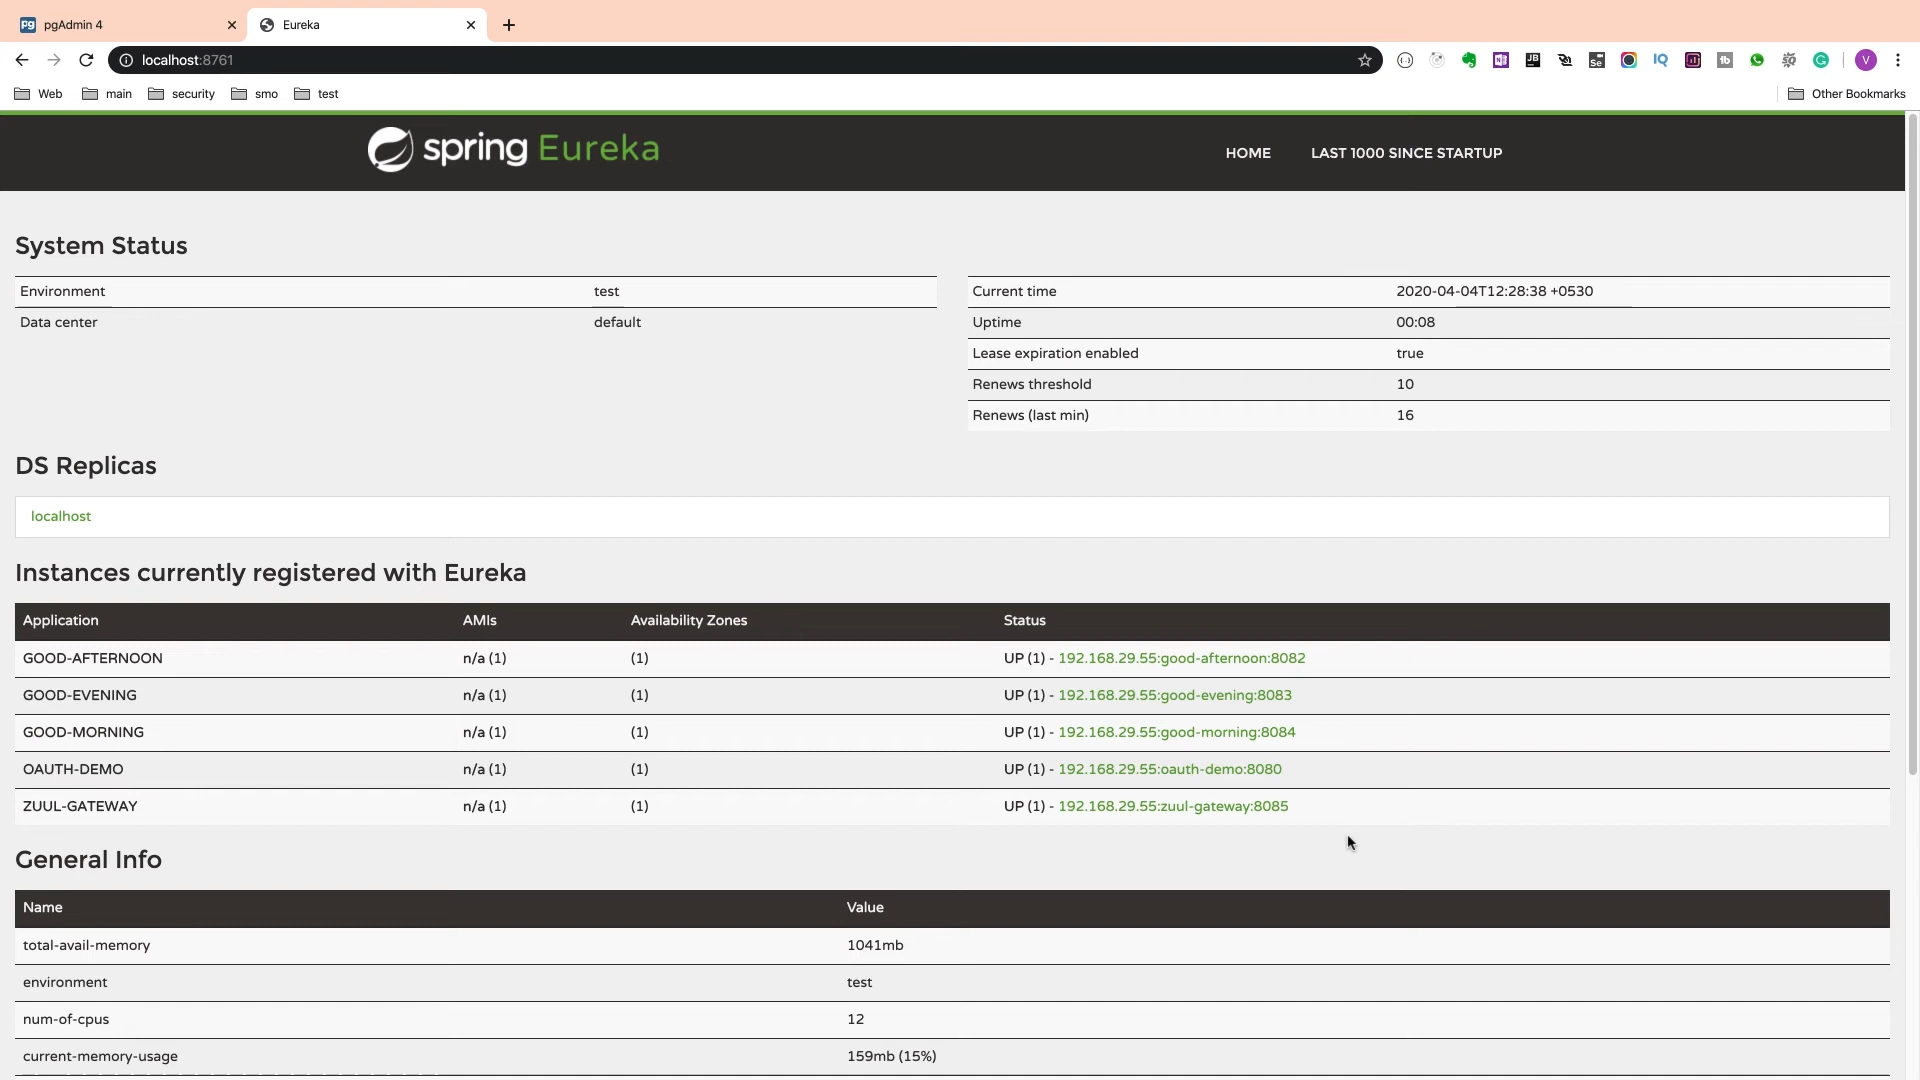 pgAdmin 4
Eureka
localhost:8761
Web main security smo test Other Bookmarks
spring Eureka
HOME LAST 1000 SINCE STARTUP
System Status
Environment test
Data center default
Current time 2020-04-04T12:28:38 +0530
Uptime 00:08
Lease expiration enabled true
Renews threshold 10
Renews (last min) 16
DS Replicas
localhost
Instances currently registered with Eureka
Application AMIs Availability Zones Status
GOOD-AFTERNOON n/a (1) (1) UP (1) - 192.168.29.55:good-afternoon:8082
GOOD-EVENING n/a (1) (1) UP (1) - 192.168.29.55:good-evening:8083
GOOD-MORNING n/a (1) (1) UP (1) - 192.168.29.55:good-morning:8084
OAUTH-DEMO n/a (1) (1) UP (1) - 192.168.29.55:oauth-demo:8080
ZUUL-GATEWAY n/a (1) (1) UP (1) - 192.168.29.55:zuul-gateway:8085
General Info
Name Value
total-avail-memory 1041mb
environment test
num-of-cpus 12
current-memory-usage 159mb (15%)